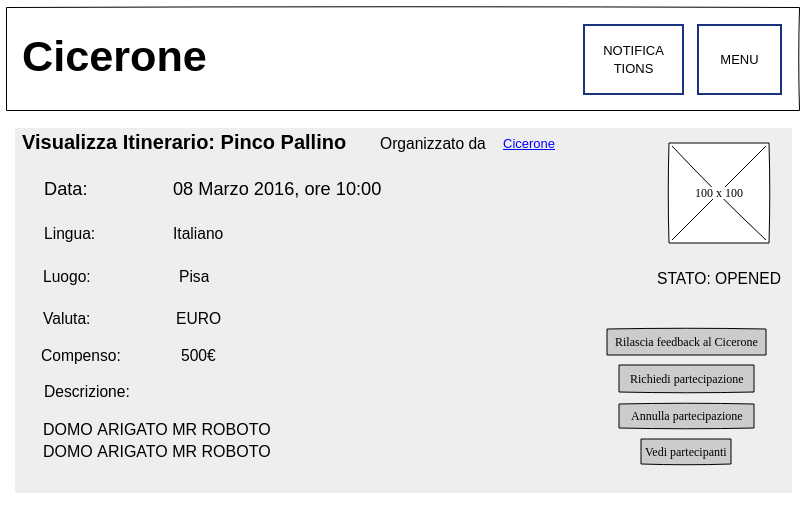 Cicerone
NOTIFICA
TIONS
MENU
Visualizza Itinerario: Pinco Pallino Organizzato da Cicerone
100 x 100
Data: 08 Marzo 2016, ore 10:00
Lingua: Italiano
Luogo: Pisa
STATO: OPENED
Valuta: EURO
Rilascia feedback al Cicerone
Compenso: 500€
Richiedi partecipazione
Descrizione:
Annulla partecipazione
DOMO ARIGATO MR ROBOTO
DOMO ARIGATO MR ROBOTO
Vedi partecipanti